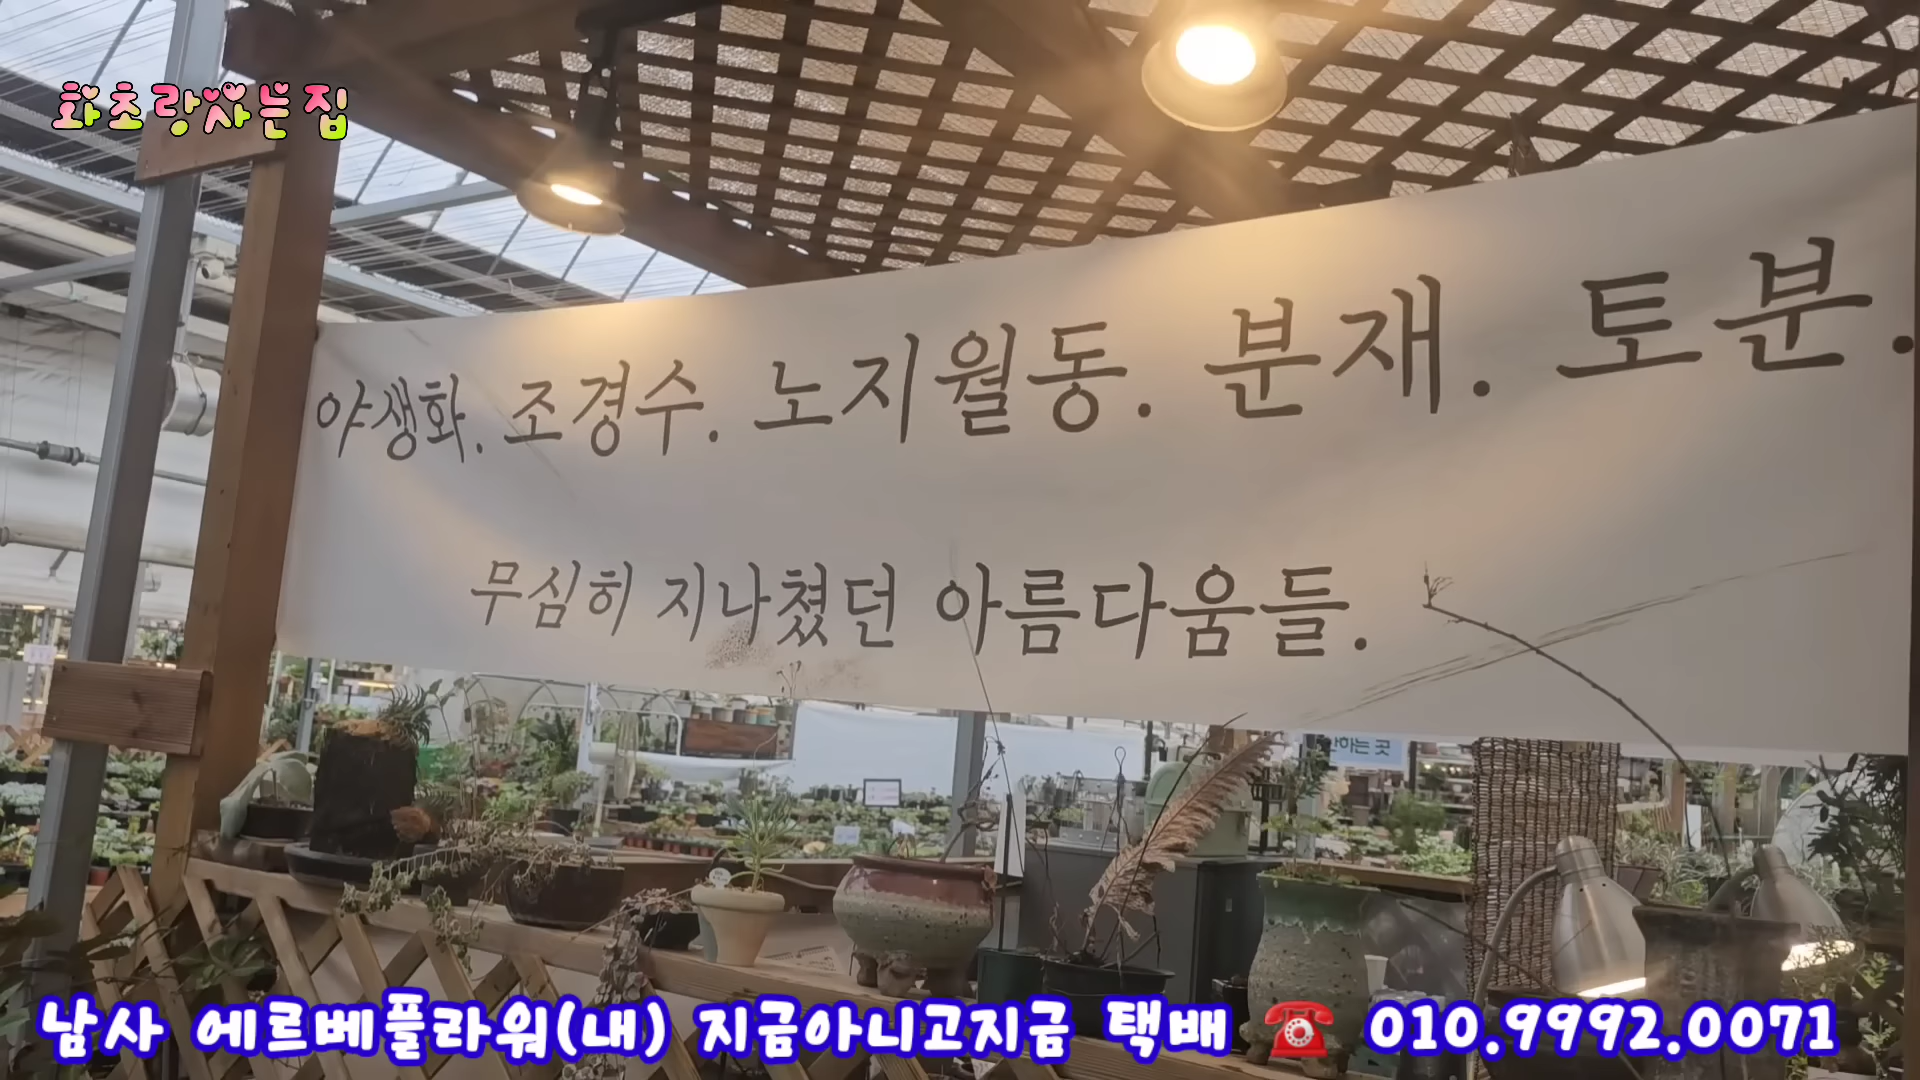 화초랑사는집
야생화. 조경수. 노지월동. 분재. 토분.
무심히 지나쳤던 아름다움들.
남사 에르베플라워(내) 지금아니고지금 택배 ☎ 010.9992.0071